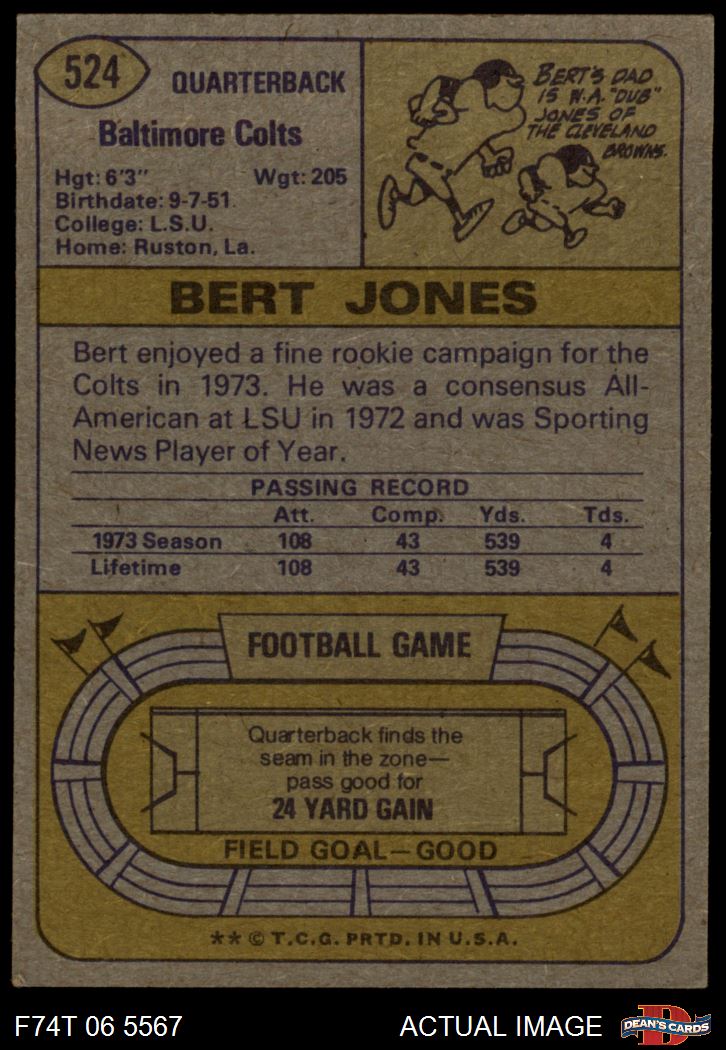 524
QUARTERBACK
Baltimore Colts
Hgt: 6'3" Wgt: 205
Birthdate: 9-7-51
College: L.S.U.
Home: Ruston, La.
BERT'S DAD
IS W.A. "DUB"
JONES OF
THE CLEVELAND
BROWNS.
BERT JONES
Bert enjoyed a fine rookie campaign for the
Colts in 1973. He was a consensus All-
American at LSU in 1972 and was Sporting
News Player of Year.
PASSING RECORD
Att. Comp. Yds. Tds.
1973 Season 108 43 539 4
Lifetime 108 43 539 4
FOOTBALL GAME
Quarterback finds the
seam in the zone—
pass good for
24 YARD GAIN
FIELD GOAL—GOOD
** © T.C.G. PRTD. IN U.S.A.
F74T 06 5567 ACTUAL IMAGE
D
DEAN'S CARDS